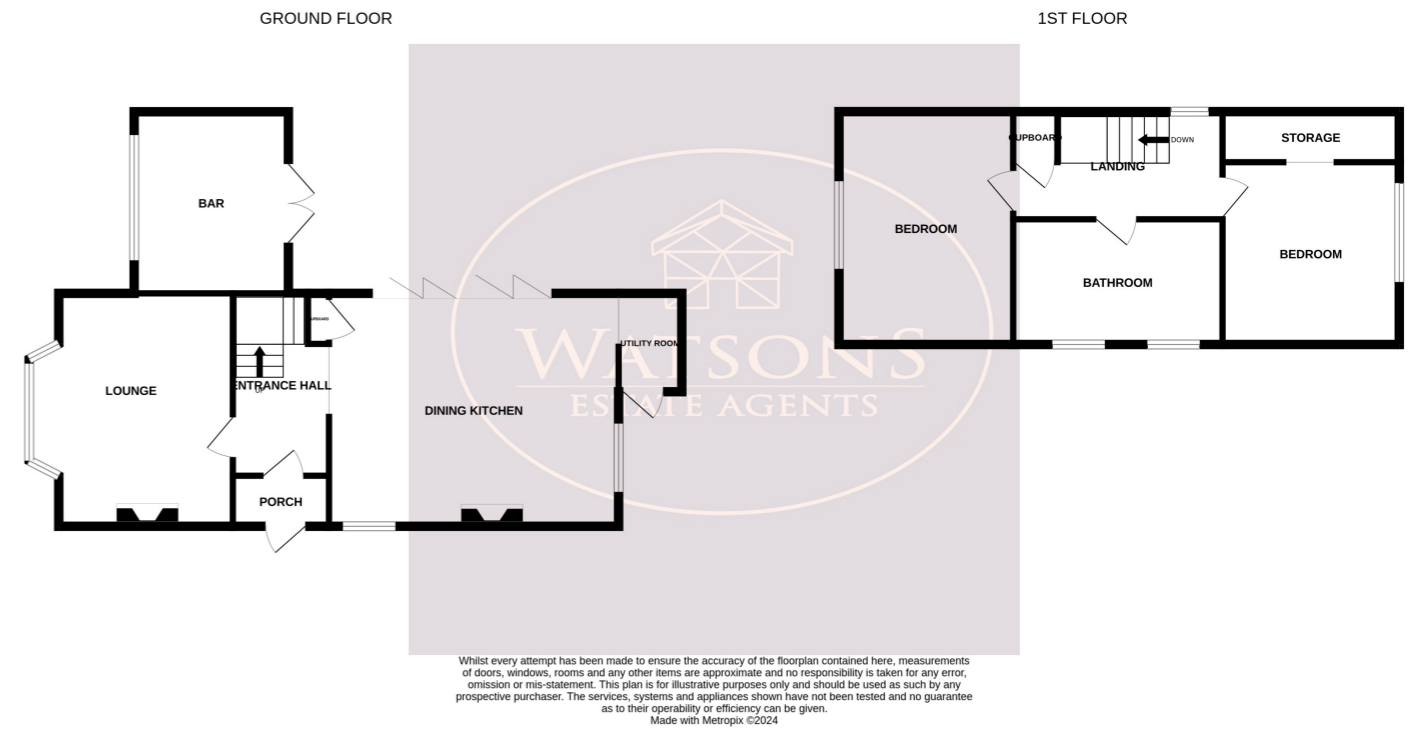 GROUND FLOOR
1ST FLOOR
BAR
LOUNGE
ENTRANCE HALL
UP
PORCH
DINING KITCHEN
UTILITY ROOM
BEDROOM
CUPBOARD
LANDING
DOWN
STORAGE
BATHROOM
BEDROOM
WATSONS
ESTATE AGENTS
Whilst every attempt has been made to ensure the accuracy of the floorplan contained here, measurements
of doors, windows, rooms and any other items are approximate and no responsibility is taken for any error,
omission or mis-statement. This plan is for illustrative purposes only and should be used as such by any
prospective purchaser. The services, systems and appliances shown have not been tested and no guarantee
as to their operability or efficiency can be given.
Made with Metropix ©2024